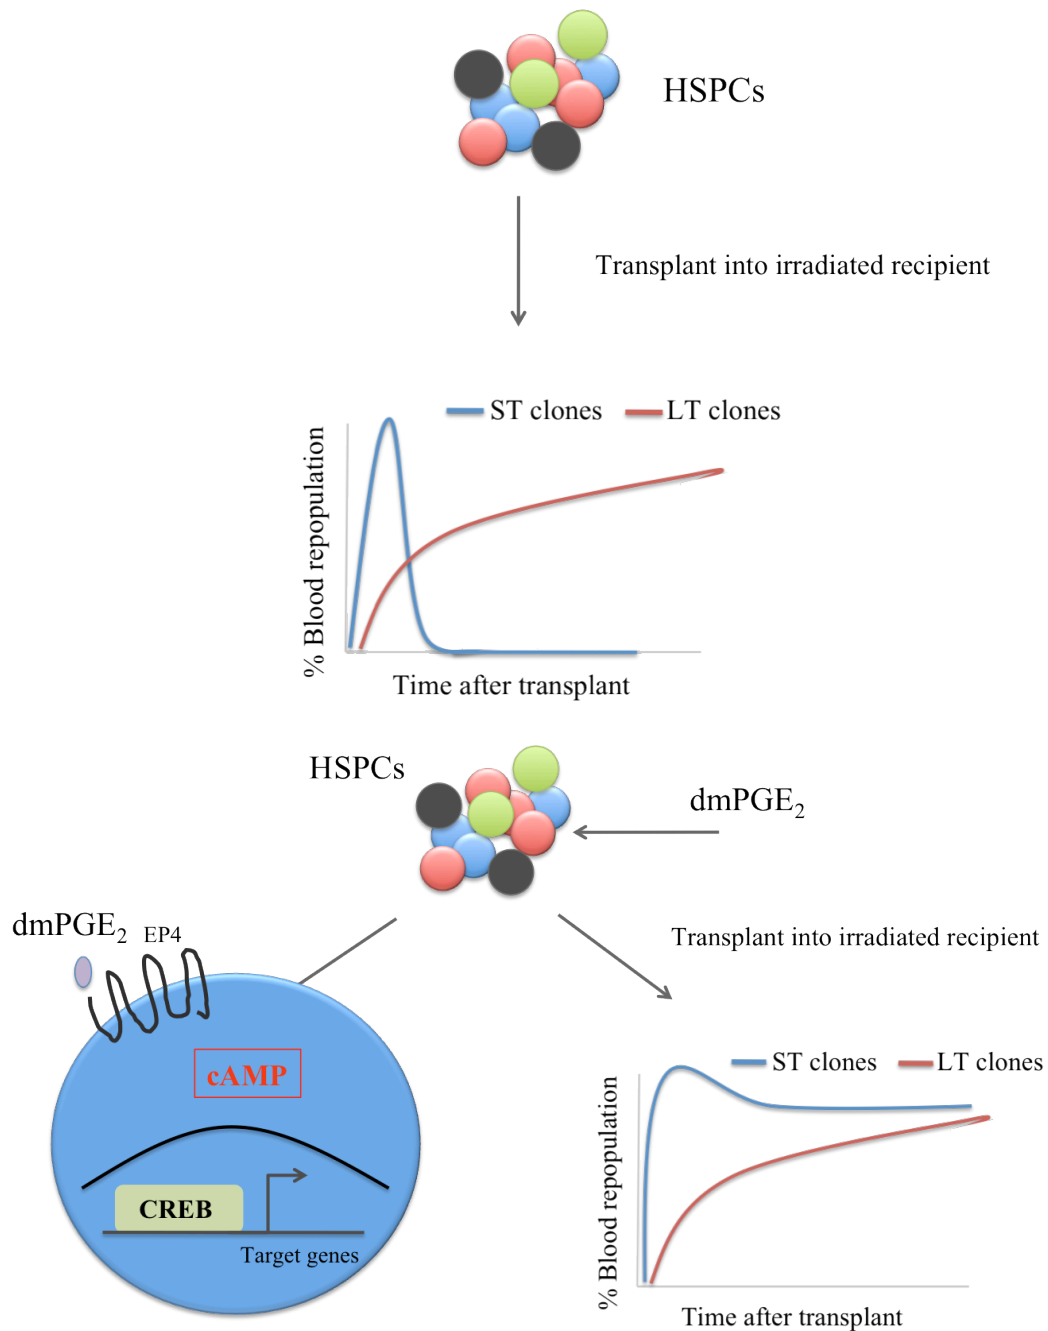 HSPCs
Transplant into irradiated recipient
ST clones LT clones
% Blood repopulation
Time after transplant
HSPCs
dmPGE₂
dmPGE₂ EP4
Transplant into irradiated recipient
cAMP
CREB
Target genes
ST clones LT clones
% Blood repopulation
Time after transplant